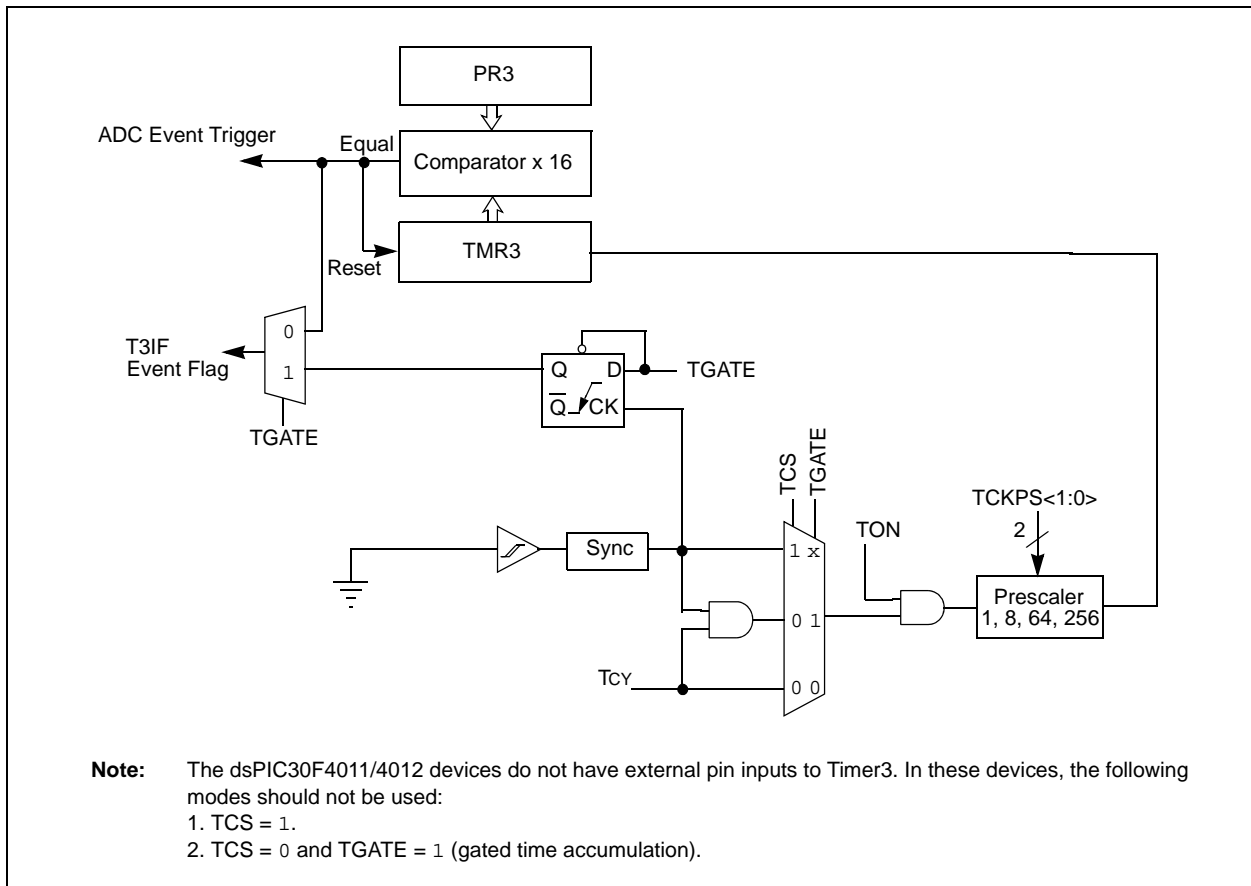 PR3
ADC Event Trigger
Equal
Comparator x 16
TMR3
Reset
0
T3IF
Event Flag
1
TGATE
Q D
TGATE
Q̅ CK
TCS
TGATE
TCKPS<1:0>
2
TON
Sync
1 x
Prescaler
1, 8, 64, 256
0 1
TCY
0 0
Note: The dsPIC30F4011/4012 devices do not have external pin inputs to Timer3. In these devices, the following
modes should not be used:
1. TCS = 1.
2. TCS = 0 and TGATE = 1 (gated time accumulation).